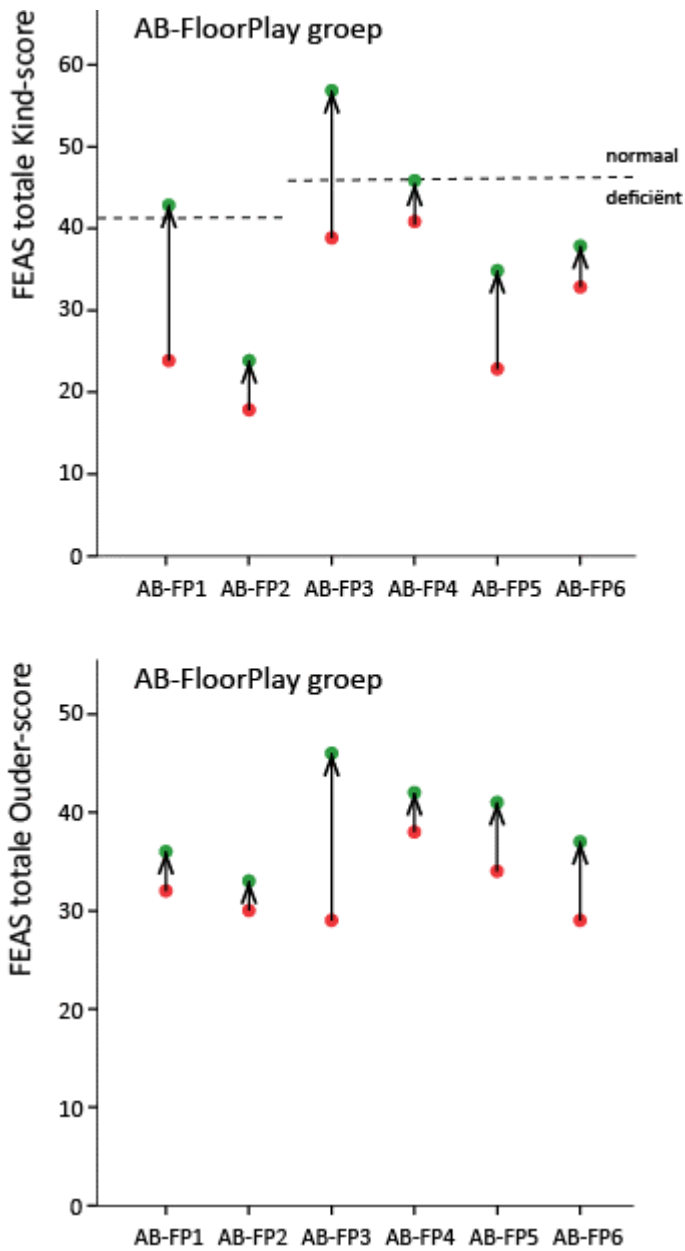 AB-FloorPlay groep
FEAS totale Kind-score
60
50
40
30
20
10
0
normaal
deficiënt
AB-FP1 AB-FP2 AB-FP3 AB-FP4 AB-FP5 AB-FP6
AB-FloorPlay groep
FEAS totale Ouder-score
50
40
30
20
10
0
AB-FP1 AB-FP2 AB-FP3 AB-FP4 AB-FP5 AB-FP6